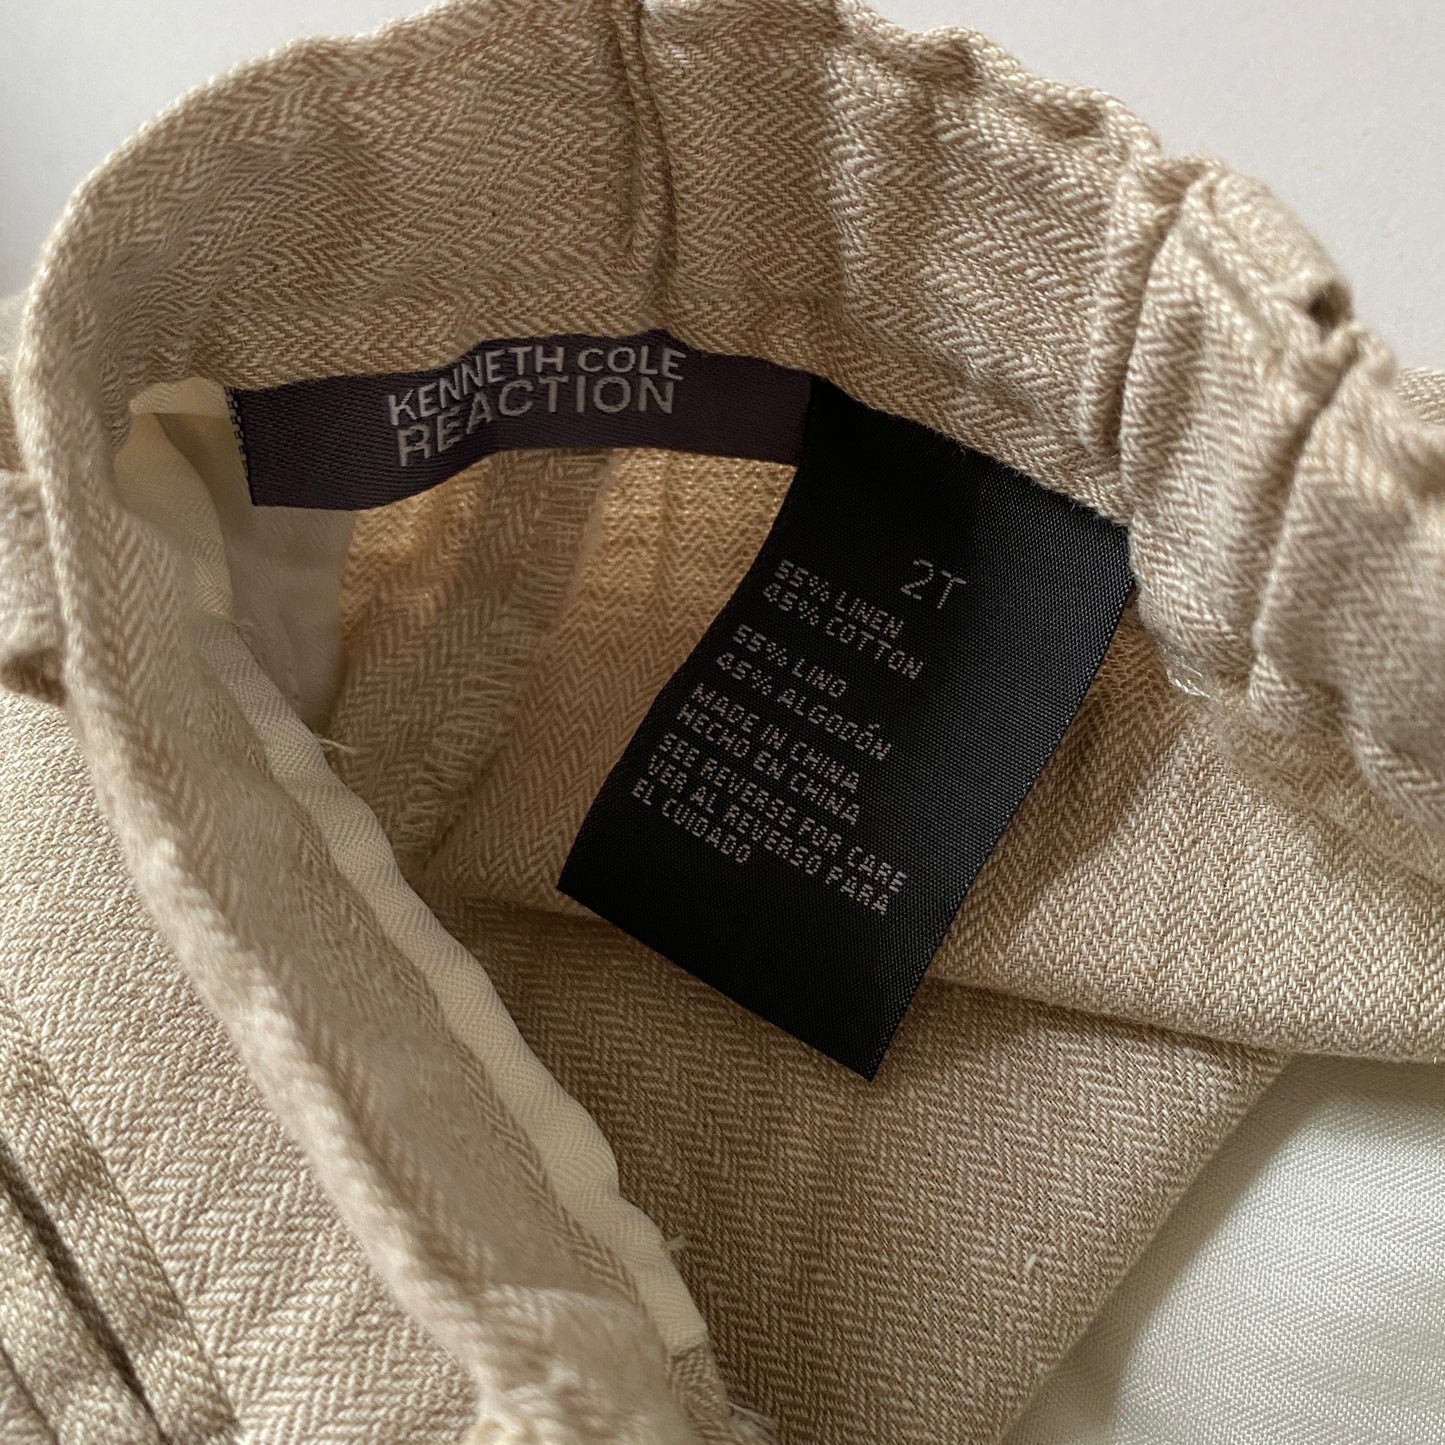 KENNETH COLE
REACTION
2T
55% LINEN
45% COTTON
55% LINO
45% ALGODÓN
MADE IN CHINA
HECHO EN CHINA
SEE REVERSE FOR CARE
VER AL REVERSO PARA
EL CUIDADO